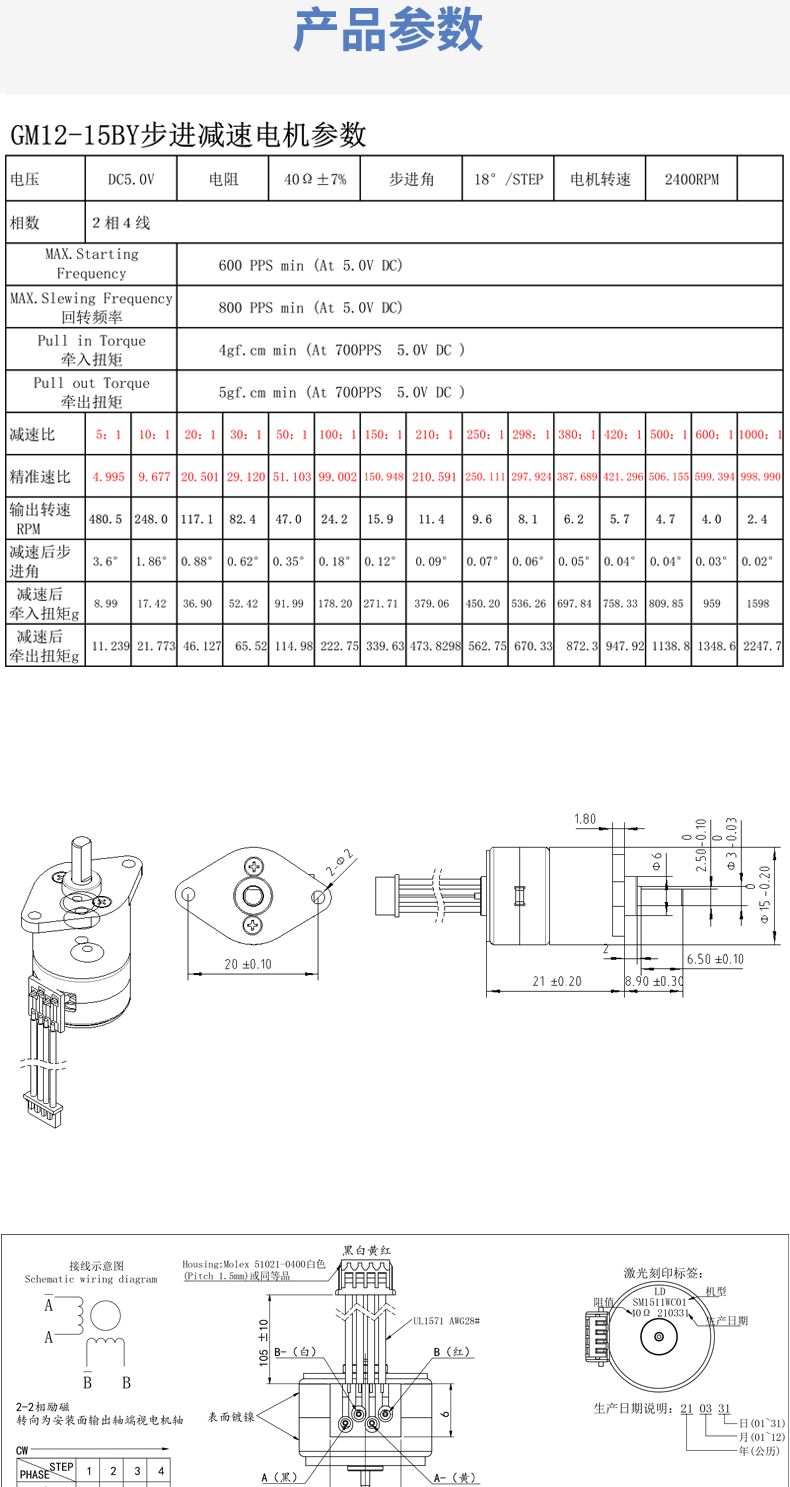 产品参数
GM12-15BY步进减速电机参数
电压 DC5.0V 电阻 40Ω±7% 步进角 18°/STEP 电机转速 2400RPM
相数 2相4线
MAX.Starting
Frequency 600 PPS min (At 5.0V DC)
MAX.Slewing Frequency
回转频率 800 PPS min (At 5.0V DC)
Pull in Torque
牵入扭矩 4gf.cm min (At 700PPS 5.0V DC )
Pull out Torque
牵出扭矩 5gf.cm min (At 700PPS 5.0V DC )
减速比 5: 1 10: 1 20: 1 30: 1 50: 1 100: 1 150: 1 210: 1 250: 1 298: 1 380: 1 420: 1 500: 1 600: 1 1000: 1
精准速比 4.995 9.677 20.501 29.120 51.103 99.002 150.948 210.591 250.111 297.924 387.689 421.296 506.155 599.394 998.990
输出转速
RPM 480.5 248.0 117.1 82.4 47.0 24.2 15.9 11.4 9.6 8.1 6.2 5.7 4.7 4.0 2.4
减速后步
进角 3.6° 1.86° 0.88° 0.62° 0.35° 0.18° 0.12° 0.09° 0.07° 0.06° 0.05° 0.04° 0.04° 0.03° 0.02°
减速后
牵入扭矩g 8.99 17.42 36.90 52.42 91.99 178.20 271.71 379.06 450.20 536.26 697.84 758.33 809.85 959 1598
减速后
牵出扭矩g 11.239 21.773 46.127 65.52 114.98 222.75 339.63 473.8298 562.75 670.33 872.3 947.92 1138.8 1348.6 2247.7
2-Φ2
20 ±0.10
1.80
Φ6
0
2.50-0.10
0
Φ3-0.03
0
Φ15-0.20
2
6.50 ±0.10
21 ±0.20
8.90 ±0.30
接线示意图
Schematic wiring diagram
A
A
B B
2-2相励磁
转向为安装面输出轴端视电机轴
CW
STEP
PHASE 1 2 3 4
黑白黄红
Housing:Molex 51021-0400白色
(Pitch 1.5mm)或同等品
105 ±10
UL1571 AWG28#
B-（白） B（红）
表面镀镍
6
A（黑） A-（黄）
激光刻印标签:
LD
机型
阻值 SM1511WC01
40Ω 210331
生产日期
生产日期说明: 21 03 31
日(01~31)
月(01~12)
年(公历)